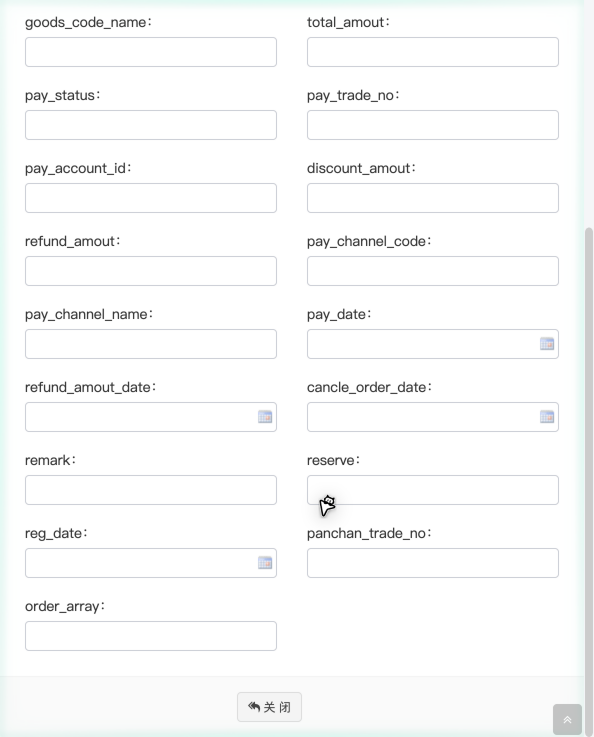 goods_code_name：
total_amout：
pay_status：
pay_trade_no：
pay_account_id：
discount_amout：
refund_amout：
pay_channel_code：
pay_channel_name：
pay_date：
refund_amout_date：
cancle_order_date：
remark：
reserve：
reg_date：
panchan_trade_no：
order_array：
关 闭